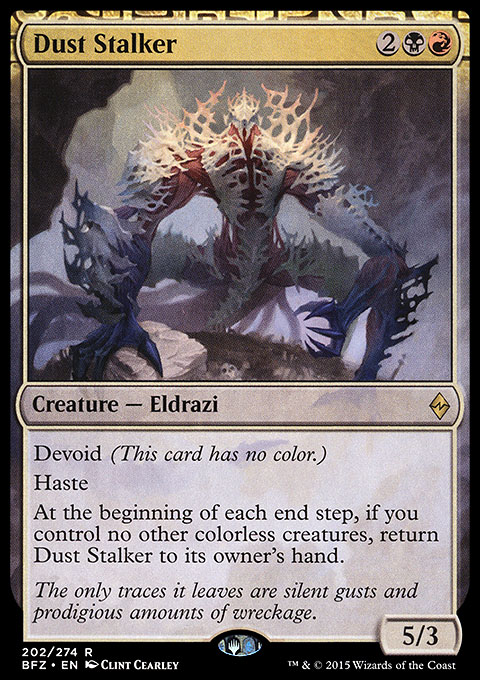 Dust Stalker 2
Creature — Eldrazi
Devoid (This card has no color.)
Haste
At the beginning of each end step, if you
control no other colorless creatures, return
Dust Stalker to its owner's hand.
The only traces it leaves are silent gusts and
prodigious amounts of wreckage.
5/3
202/274 R
BFZ • EN Clint Cearley
™ & © 2015 Wizards of the Coast